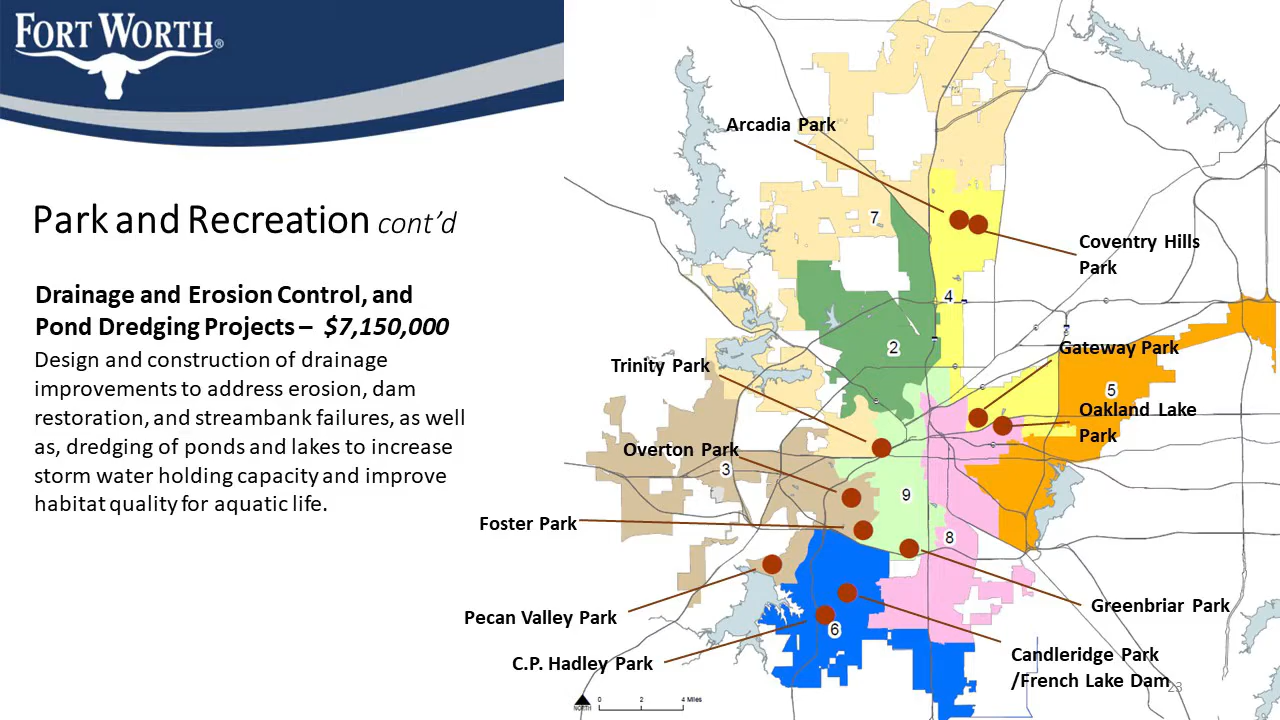 FORT WORTH®
Park and Recreation cont’d
Drainage and Erosion Control, and
Pond Dredging Projects – $7,150,000
Design and construction of drainage
improvements to address erosion, dam
restoration, and streambank failures, as well
as, dredging of ponds and lakes to increase
storm water holding capacity and improve
habitat quality for aquatic life.
Arcadia Park
7
Coventry Hills
Park
4
2
Gateway Park
Trinity Park
5
Oakland Lake
Park
Overton Park
3
9
Foster Park
8
Greenbriar Park
Pecan Valley Park
6
C.P. Hadley Park
Candleridge Park
/French Lake Dam
23
NORTH
0 2 4 Miles